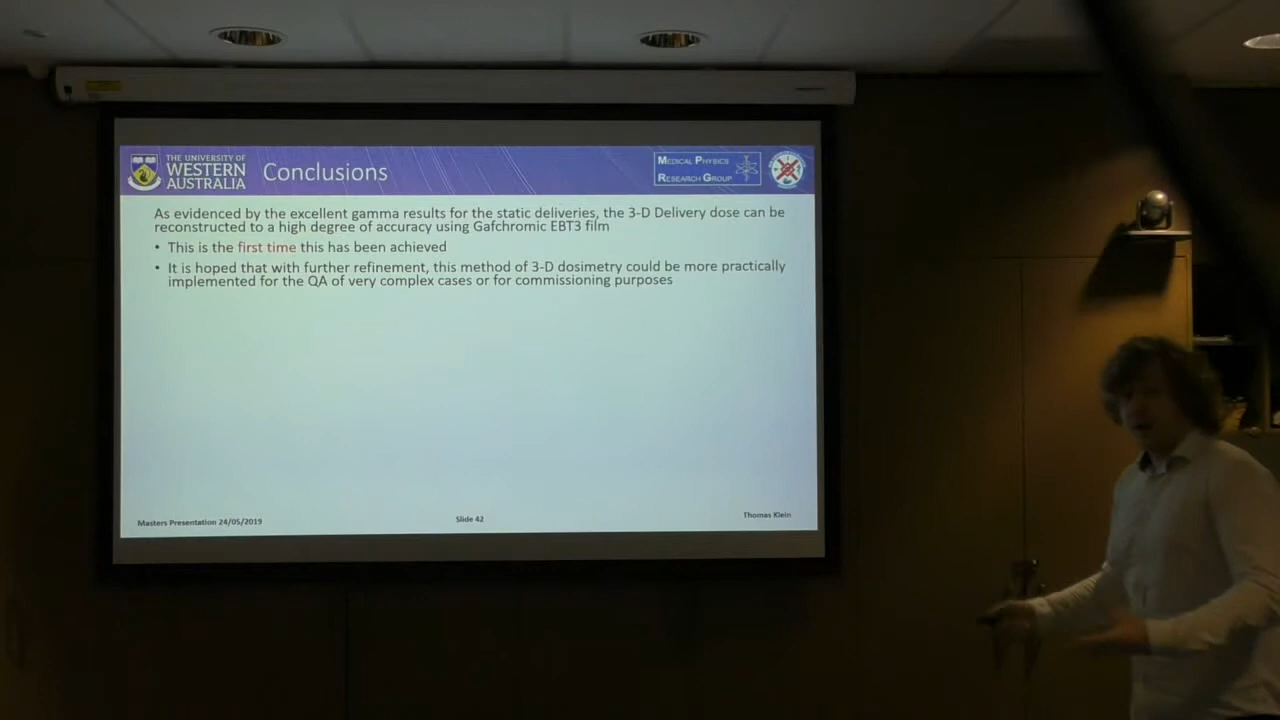 THE UNIVERSITY OF
WESTERN
AUSTRALIA
Conclusions
MEDICAL PHYSICS
RESEARCH GROUP
As evidenced by the excellent gamma results for the static deliveries, the 3-D Delivery dose can be
reconstructed to a high degree of accuracy using Gafchromic EBT3 film
• This is the first time this has been achieved
• It is hoped that with further refinement, this method of 3-D dosimetry could be more practically
implemented for the QA of very complex cases or for commissioning purposes
Masters Presentation 24/05/2019
Slide 42
Thomas Klein